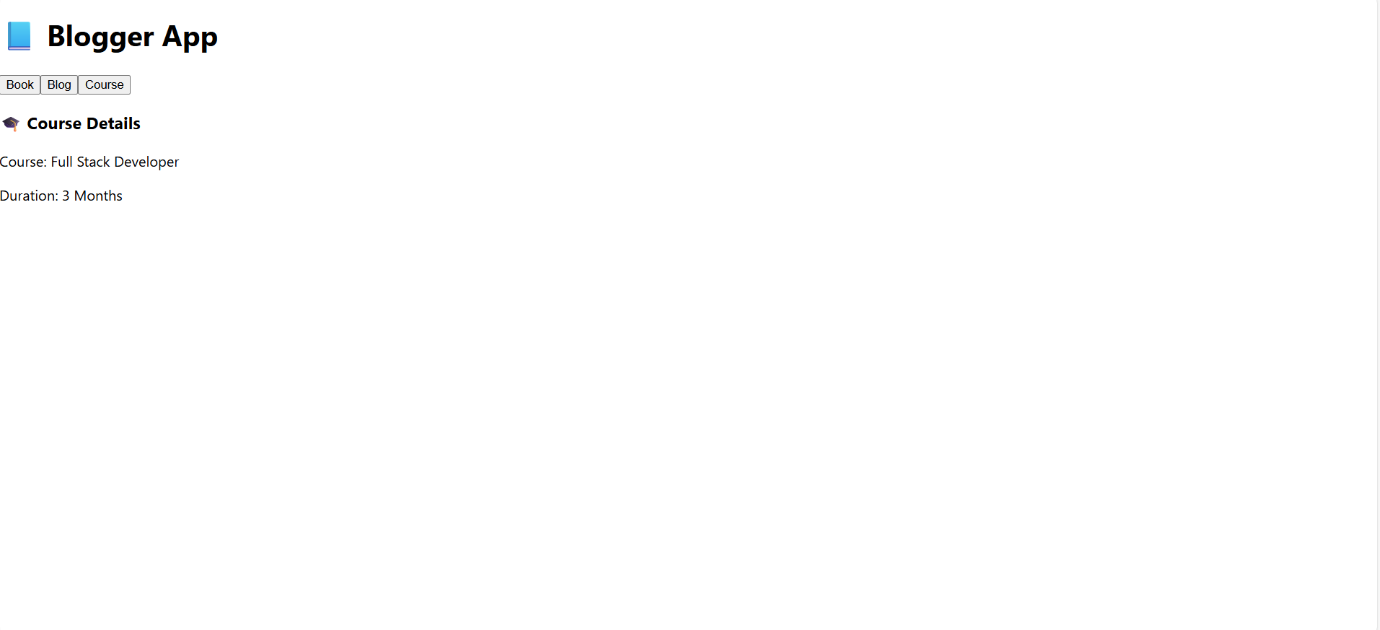 📘 Blogger App
Book Blog Course
🎓 Course Details
Course: Full Stack Developer
Duration: 3 Months